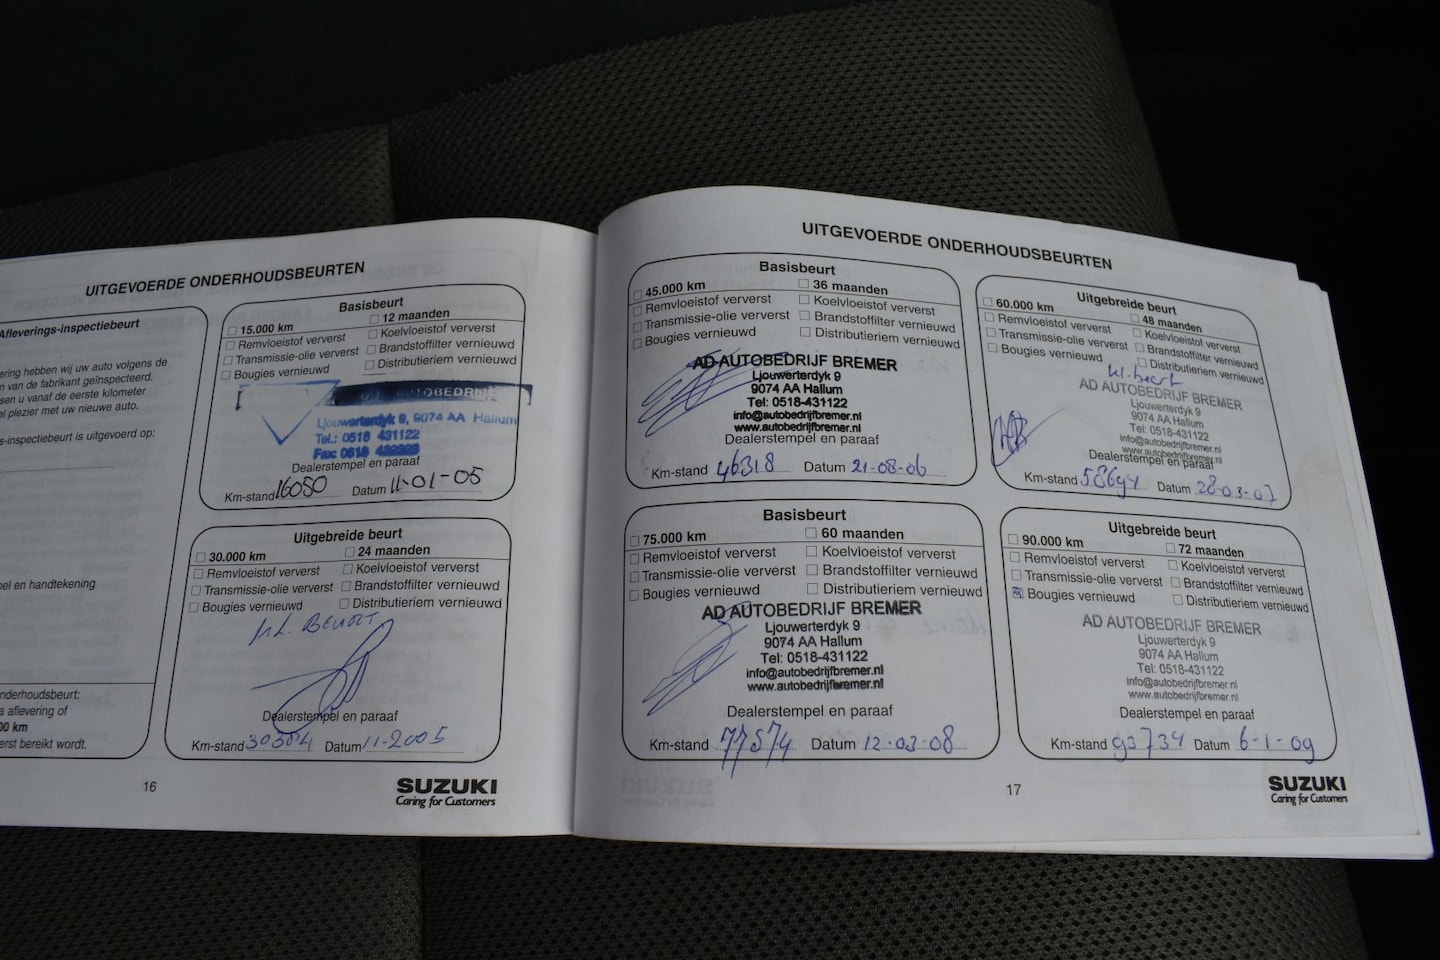 UITGEVOERDE ONDERHOUDSBEURTEN
Afleverings-inspectiebeurt
ering hebben wij uw auto volgens de
en van de fabrikant geïnspecteerd.
sen u vanaf de eerste kilometer
el plezier met uw nieuwe auto.
s-inspectiebeurt is uitgevoerd op:
pel en handtekening
nderhoudsbeurt:
a aflevering of
00 km
erst bereikt wordt.
Basisbeurt
☐ 15.000 km ☐ 12 maanden
☐ Remvloeistof ververst ☐ Koelvloeistof ververst
☐ Transmissie-olie ververst ☐ Brandstoffilter vernieuwd
☐ Bougies vernieuwd ☐ Distributieriem vernieuwd
Ljouwerterdyk 9, 9074 AA Hallum
Tel.: 0518 431122
Fax: 0518
Dealerstempel en paraaf
Km-stand 16050 Datum 11-01-05
Uitgebreide beurt
☐ 30.000 km ☐ 24 maanden
☐ Remvloeistof ververst ☐ Koelvloeistof ververst
☐ Transmissie-olie ververst ☐ Brandstoffilter vernieuwd
☐ Bougies vernieuwd ☐ Distributieriem vernieuwd
BEURT
Dealerstempel en paraaf
Km-stand Datum 11-2005
16
SUZUKI
Caring for Customers
UITGEVOERDE ONDERHOUDSBEURTEN
Basisbeurt
☐ 45.000 km ☐ 36 maanden
☐ Remvloeistof ververst ☐ Koelvloeistof ververst
☐ Transmissie-olie ververst ☐ Brandstoffilter vernieuwd
☐ Bougies vernieuwd ☐ Distributieriem vernieuwd
AD AUTOBEDRIJF BREMER
Ljouwerterdyk 9
9074 AA Hallum
Tel: 0518-431122
info@autobedrijfbremer.nl
www.autobedrijfbremer.nl
Dealerstempel en paraaf
Km-stand 46318 Datum 21-08-06
Uitgebreide beurt
☐ 60.000 km ☐ 48 maanden
☐ Remvloeistof ververst ☐ Koelvloeistof ververst
☐ Transmissie-olie ververst ☐ Brandstoffilter vernieuwd
☐ Bougies vernieuwd ☐ Distributieriem vernieuwd
kl. beurt
AD AUTOBEDRIJF BREMER
Ljouwerterdyk 9
9074 AA Hallum
Tel: 0518-431122
info@autobedrijfbremer.nl
www.autobedrijfbremer.nl
Dealerstempel en paraaf
Km-stand 58694 Datum 28-03-07
Basisbeurt
☐ 75.000 km ☐ 60 maanden
☐ Remvloeistof ververst ☐ Koelvloeistof ververst
☐ Transmissie-olie ververst ☐ Brandstoffilter vernieuwd
☐ Bougies vernieuwd ☐ Distributieriem vernieuwd
AD AUTOBEDRIJF BREMER
Ljouwerterdyk 9
9074 AA Hallum
Tel: 0518-431122
info@autobedrijfbremer.nl
www.autobedrijfbremer.nl
Dealerstempel en paraaf
Km-stand 77574 Datum 12-03-08
Uitgebreide beurt
☐ 90.000 km ☐ 72 maanden
☐ Remvloeistof ververst ☐ Koelvloeistof ververst
☐ Transmissie-olie ververst ☐ Brandstoffilter vernieuwd
☒ Bougies vernieuwd ☐ Distributieriem vernieuwd
AD AUTOBEDRIJF BREMER
Ljouwerterdyk 9
9074 AA Hallum
Tel: 0518-431122
info@autobedrijfbremer.nl
www.autobedrijfbremer.nl
Dealerstempel en paraaf
Km-stand 93734 Datum 6-1-09
17
SUZUKI
Caring for Customers